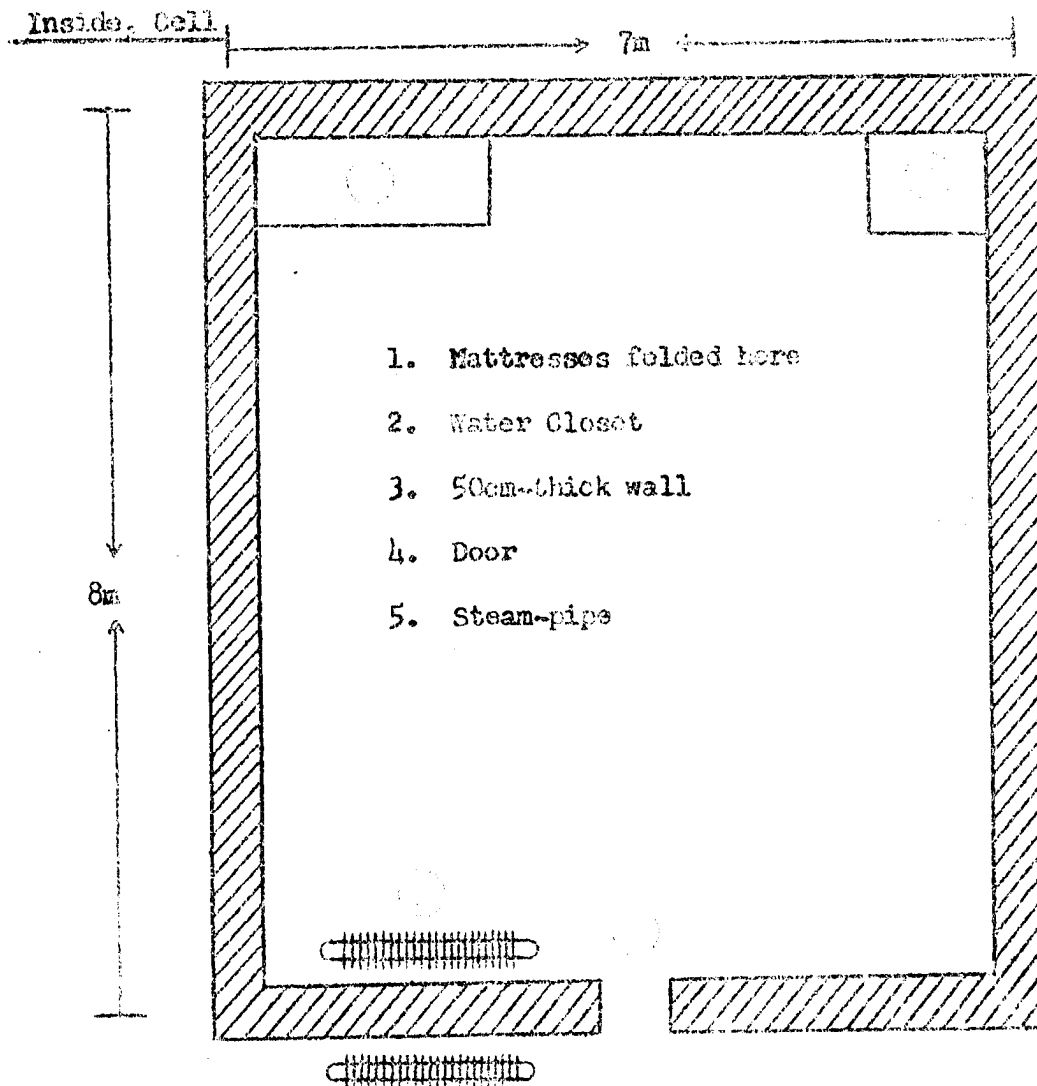 Inside, Cell
7m
1. Mattresses folded here
2. Water Closet
3. 50cm-thick wall
4. Door
8m
5. Steam-pipe